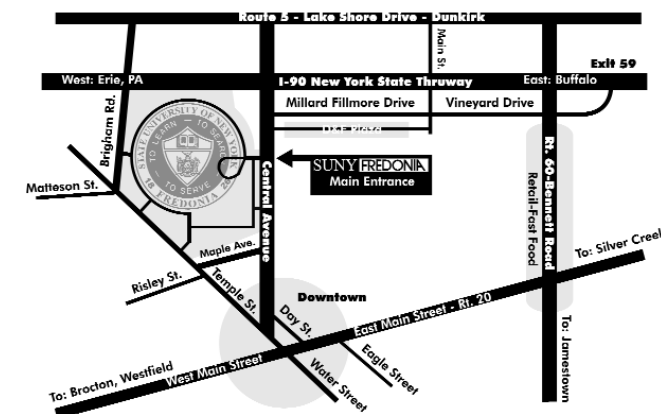 Route 5 - Lake Shore Drive - Dunkirk
Main St.
Exit 59
West: Erie, PA
I-90 New York State Thruway
East: Buffalo
Millard Fillmore Drive
Vineyard Drive
Brigham Rd.
STATE UNIVERSITY OF NEW YORK
TO LEARN — TO SEARCH
TO SERVE
18 FREDONIA 26
D&F Plaza
SUNY FREDONIA
Main Entrance
Central Avenue
Rt. 60-Bennett Road
Retail-Fast Food
Matteson St.
Maple Ave.
To: Silver Creek
Risley St.
Temple St.
Downtown
Day St.
East Main Street - Rt. 20
West Main Street
Eagle Street
Water Street
To: Brocton, Westfield
To: Jamestown